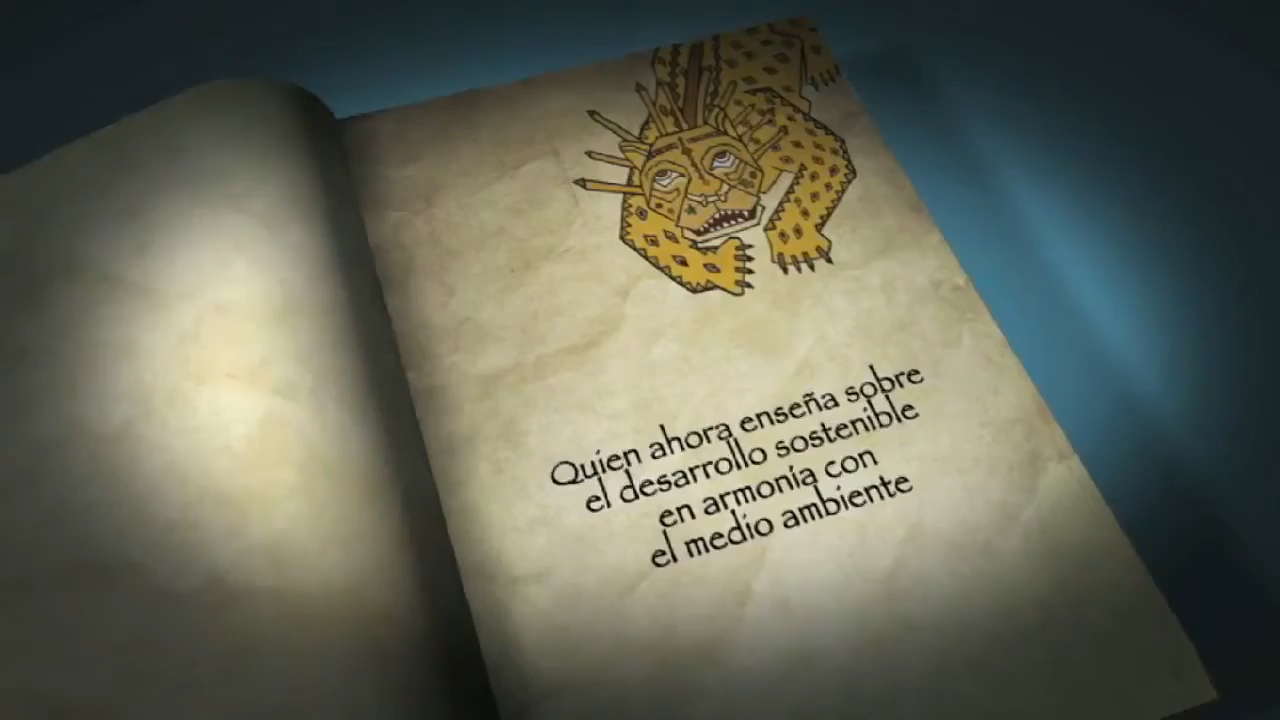 Quien ahora enseña sobre
el desarrollo sostenible
en armonía con
el medio ambiente